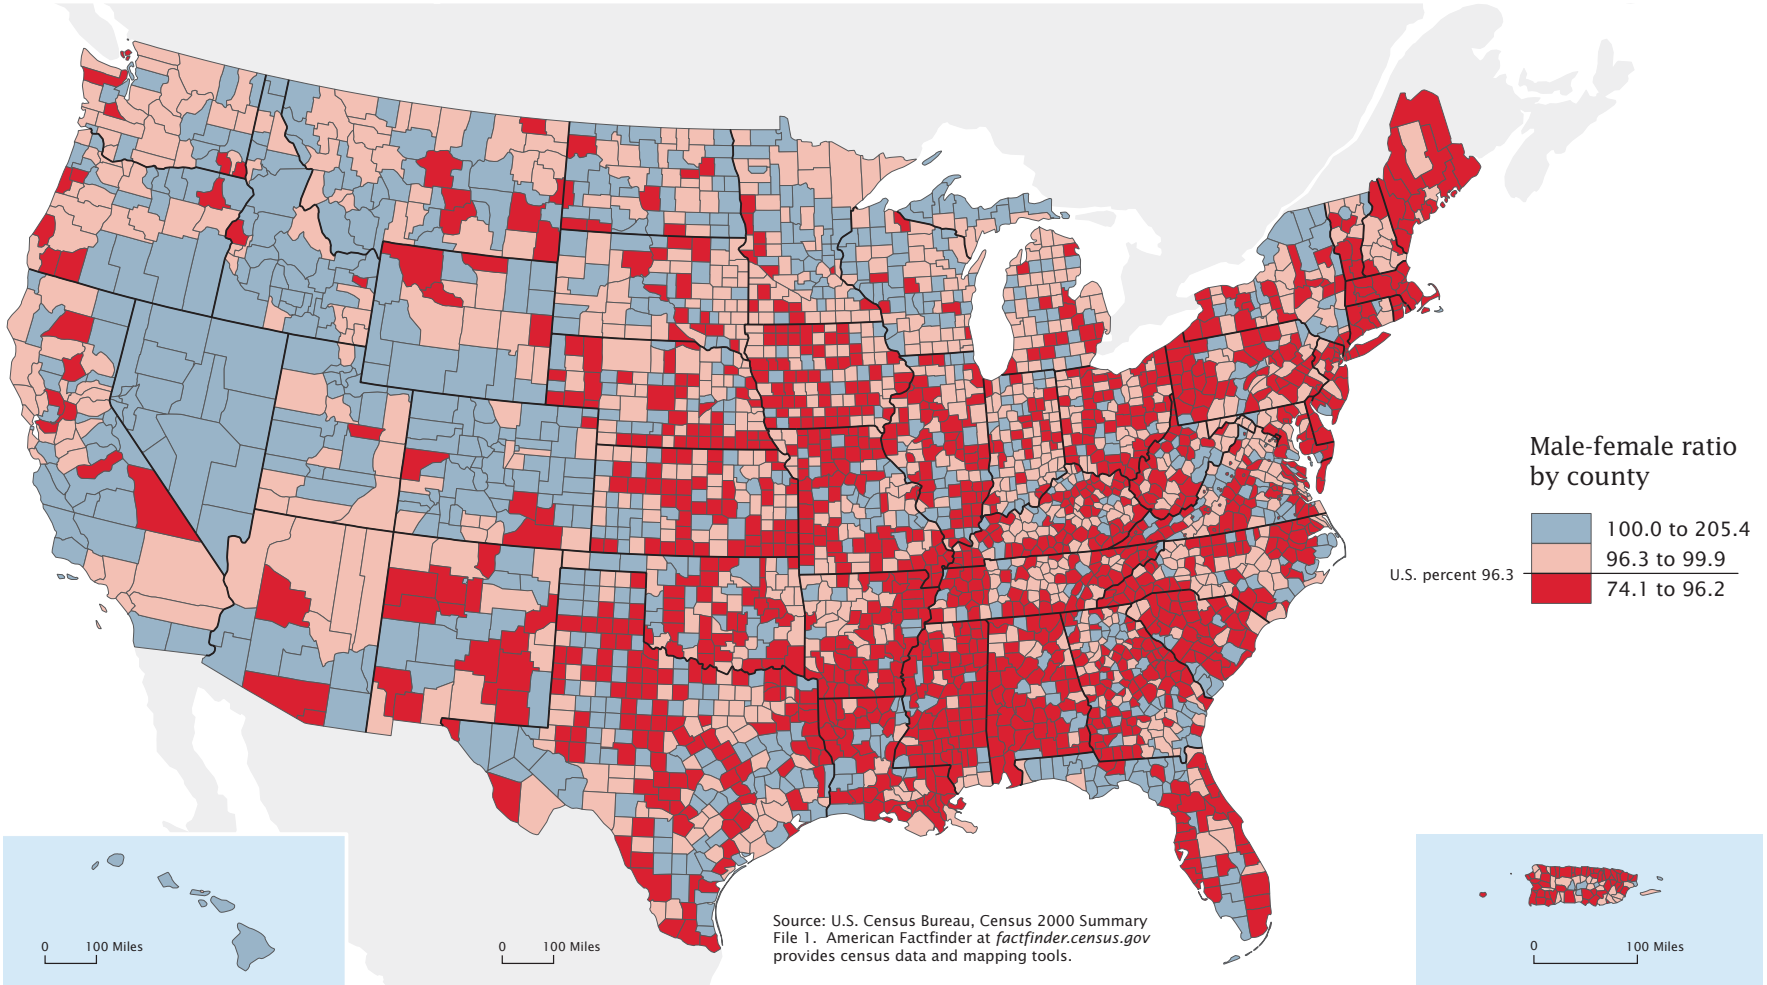 Male-female ratio
by county
100.0 to 205.4
96.3 to 99.9
U.S. percent 96.3
74.1 to 96.2
0 100 Miles
0 100 Miles
Source: U.S. Census Bureau, Census 2000 Summary
File 1. American Factfinder at factfinder.census.gov
provides census data and mapping tools.
0 100 Miles